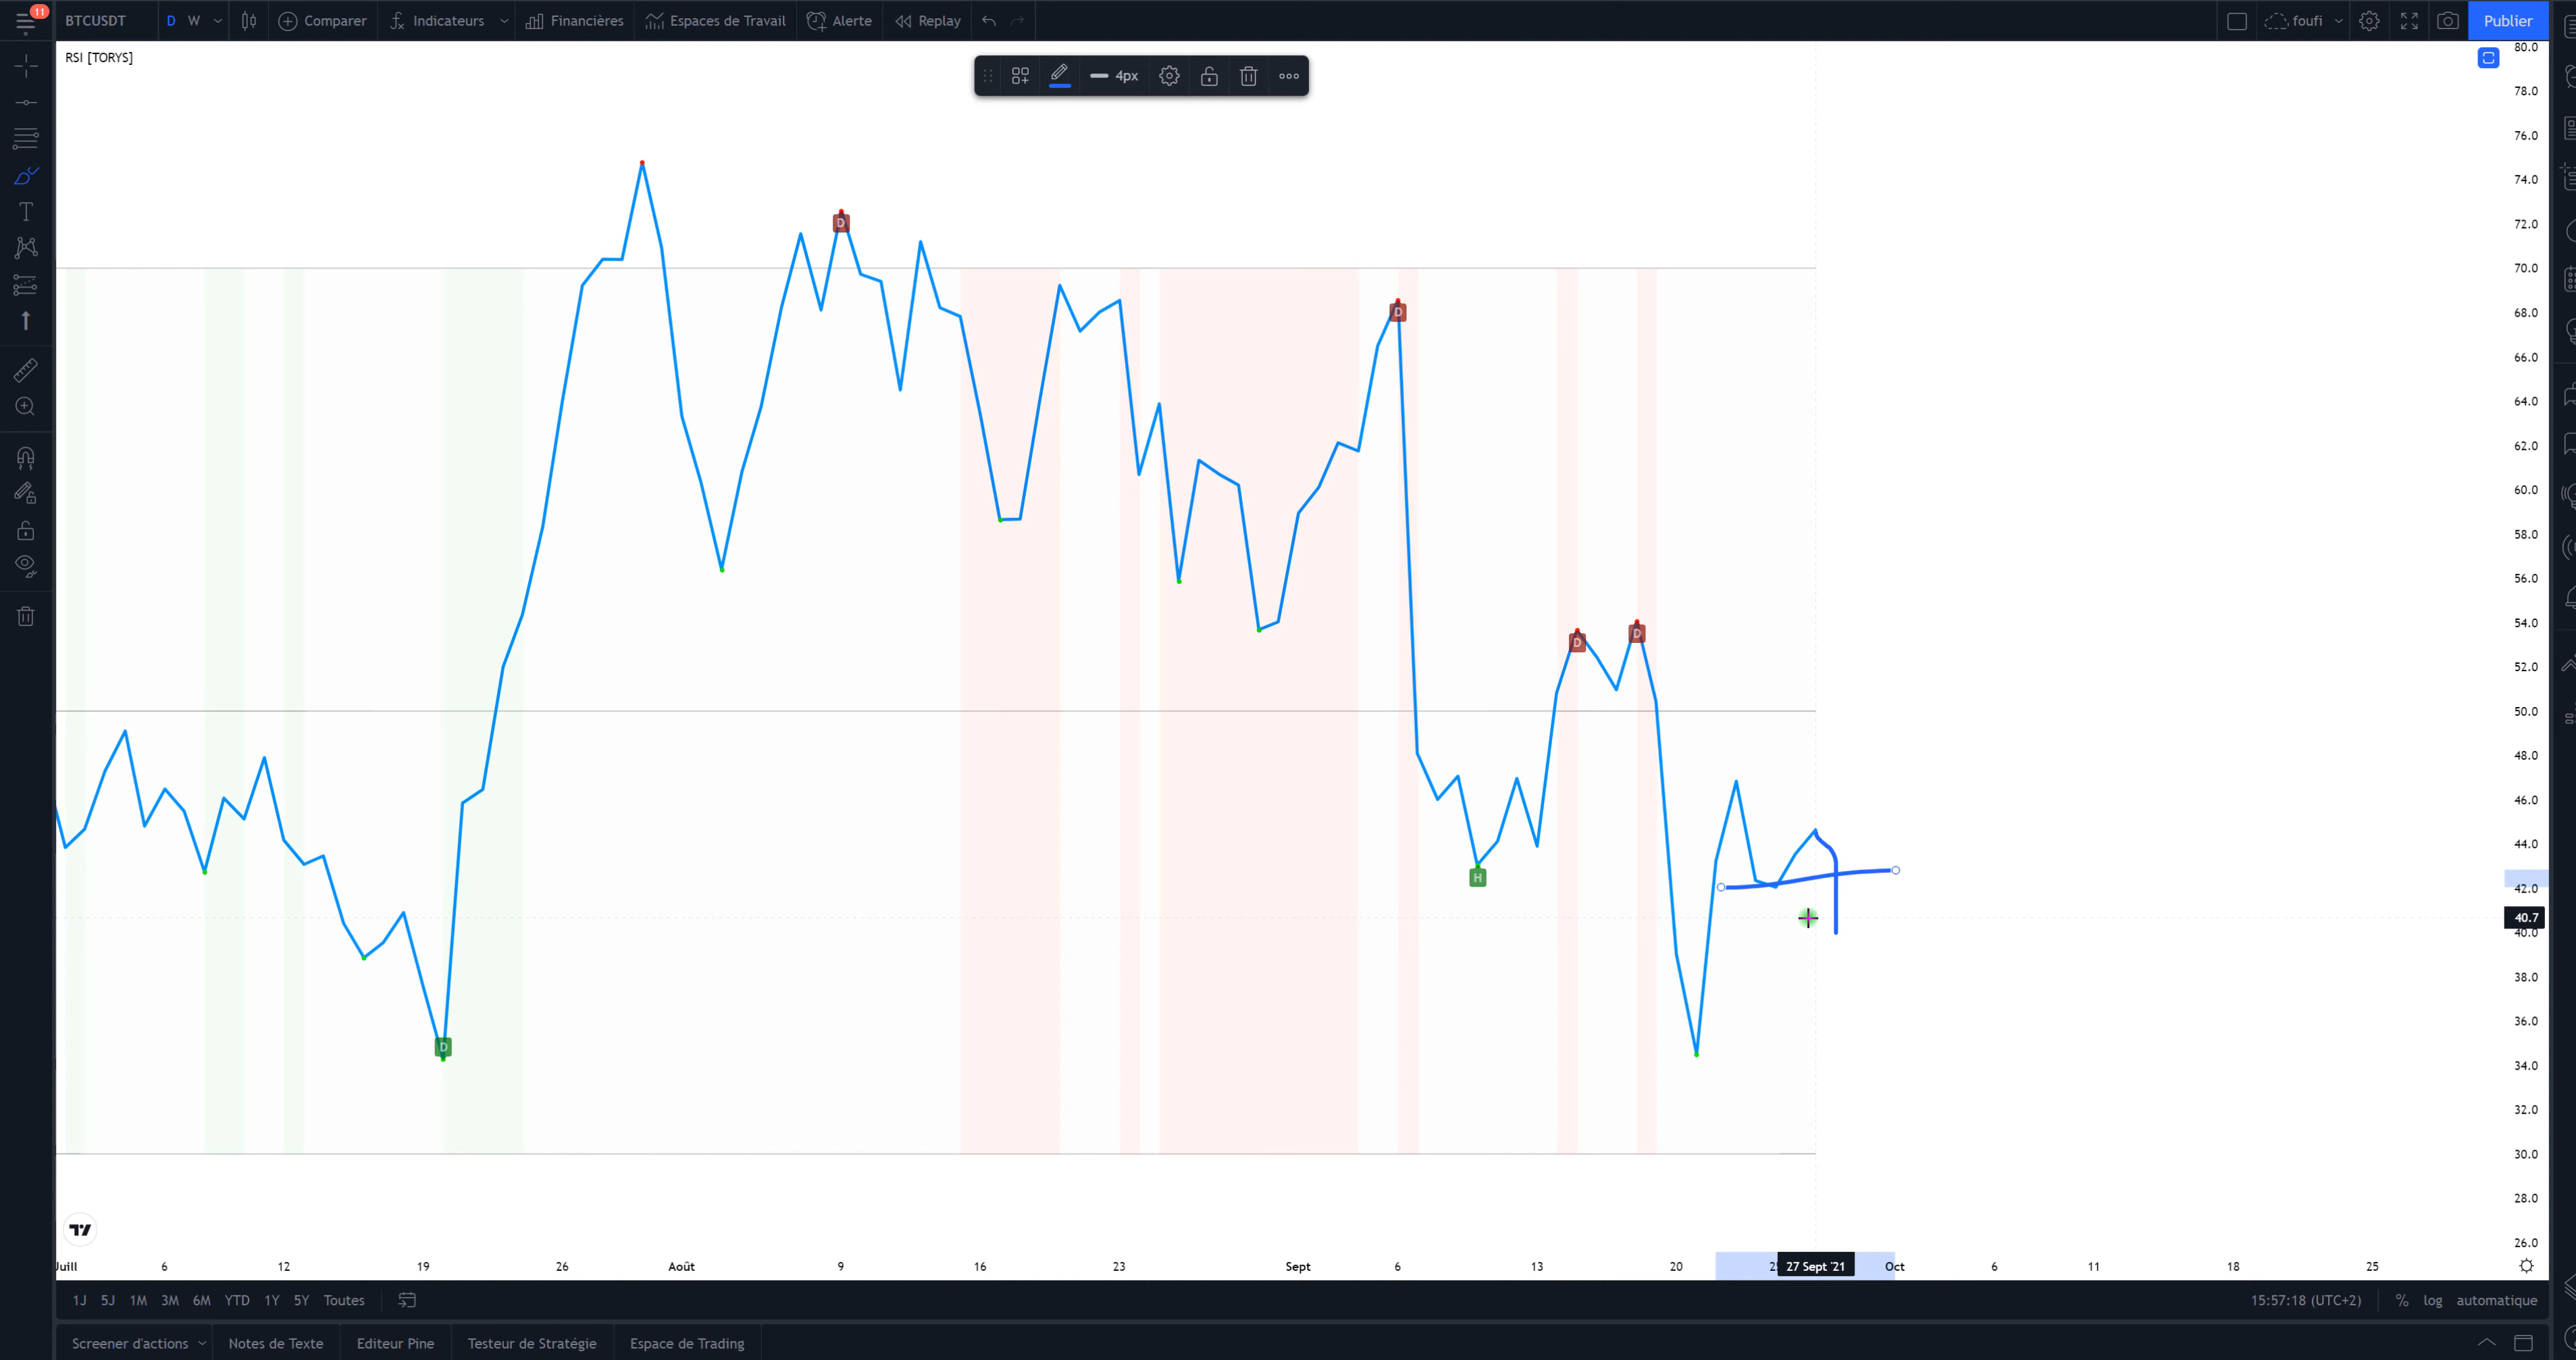 11 BTCUSDT D W Comparer Indicateurs Financières Espaces de Travail Alerte Replay foufi Publier
RSI [TORYS]
4px
80.0
78.0
76.0
74.0
72.0
70.0
68.0
66.0
64.0
62.0
60.0
58.0
56.0
54.0
52.0
50.0
48.0
46.0
44.0
42.0
40.7
40.0
38.0
36.0
34.0
32.0
30.0
28.0
26.0
D
D
D
D
H
D
Juill 6 12 19 26 Août 9 16 23 Sept 6 13 20 27 Sept '21 Oct 6 11 18 25
1J 5J 1M 3M 6M YTD 1Y 5Y Toutes 15:57:18 (UTC+2) % log automatique
Screener d'actions Notes de Texte Editeur Pine Testeur de Stratégie Espace de Trading